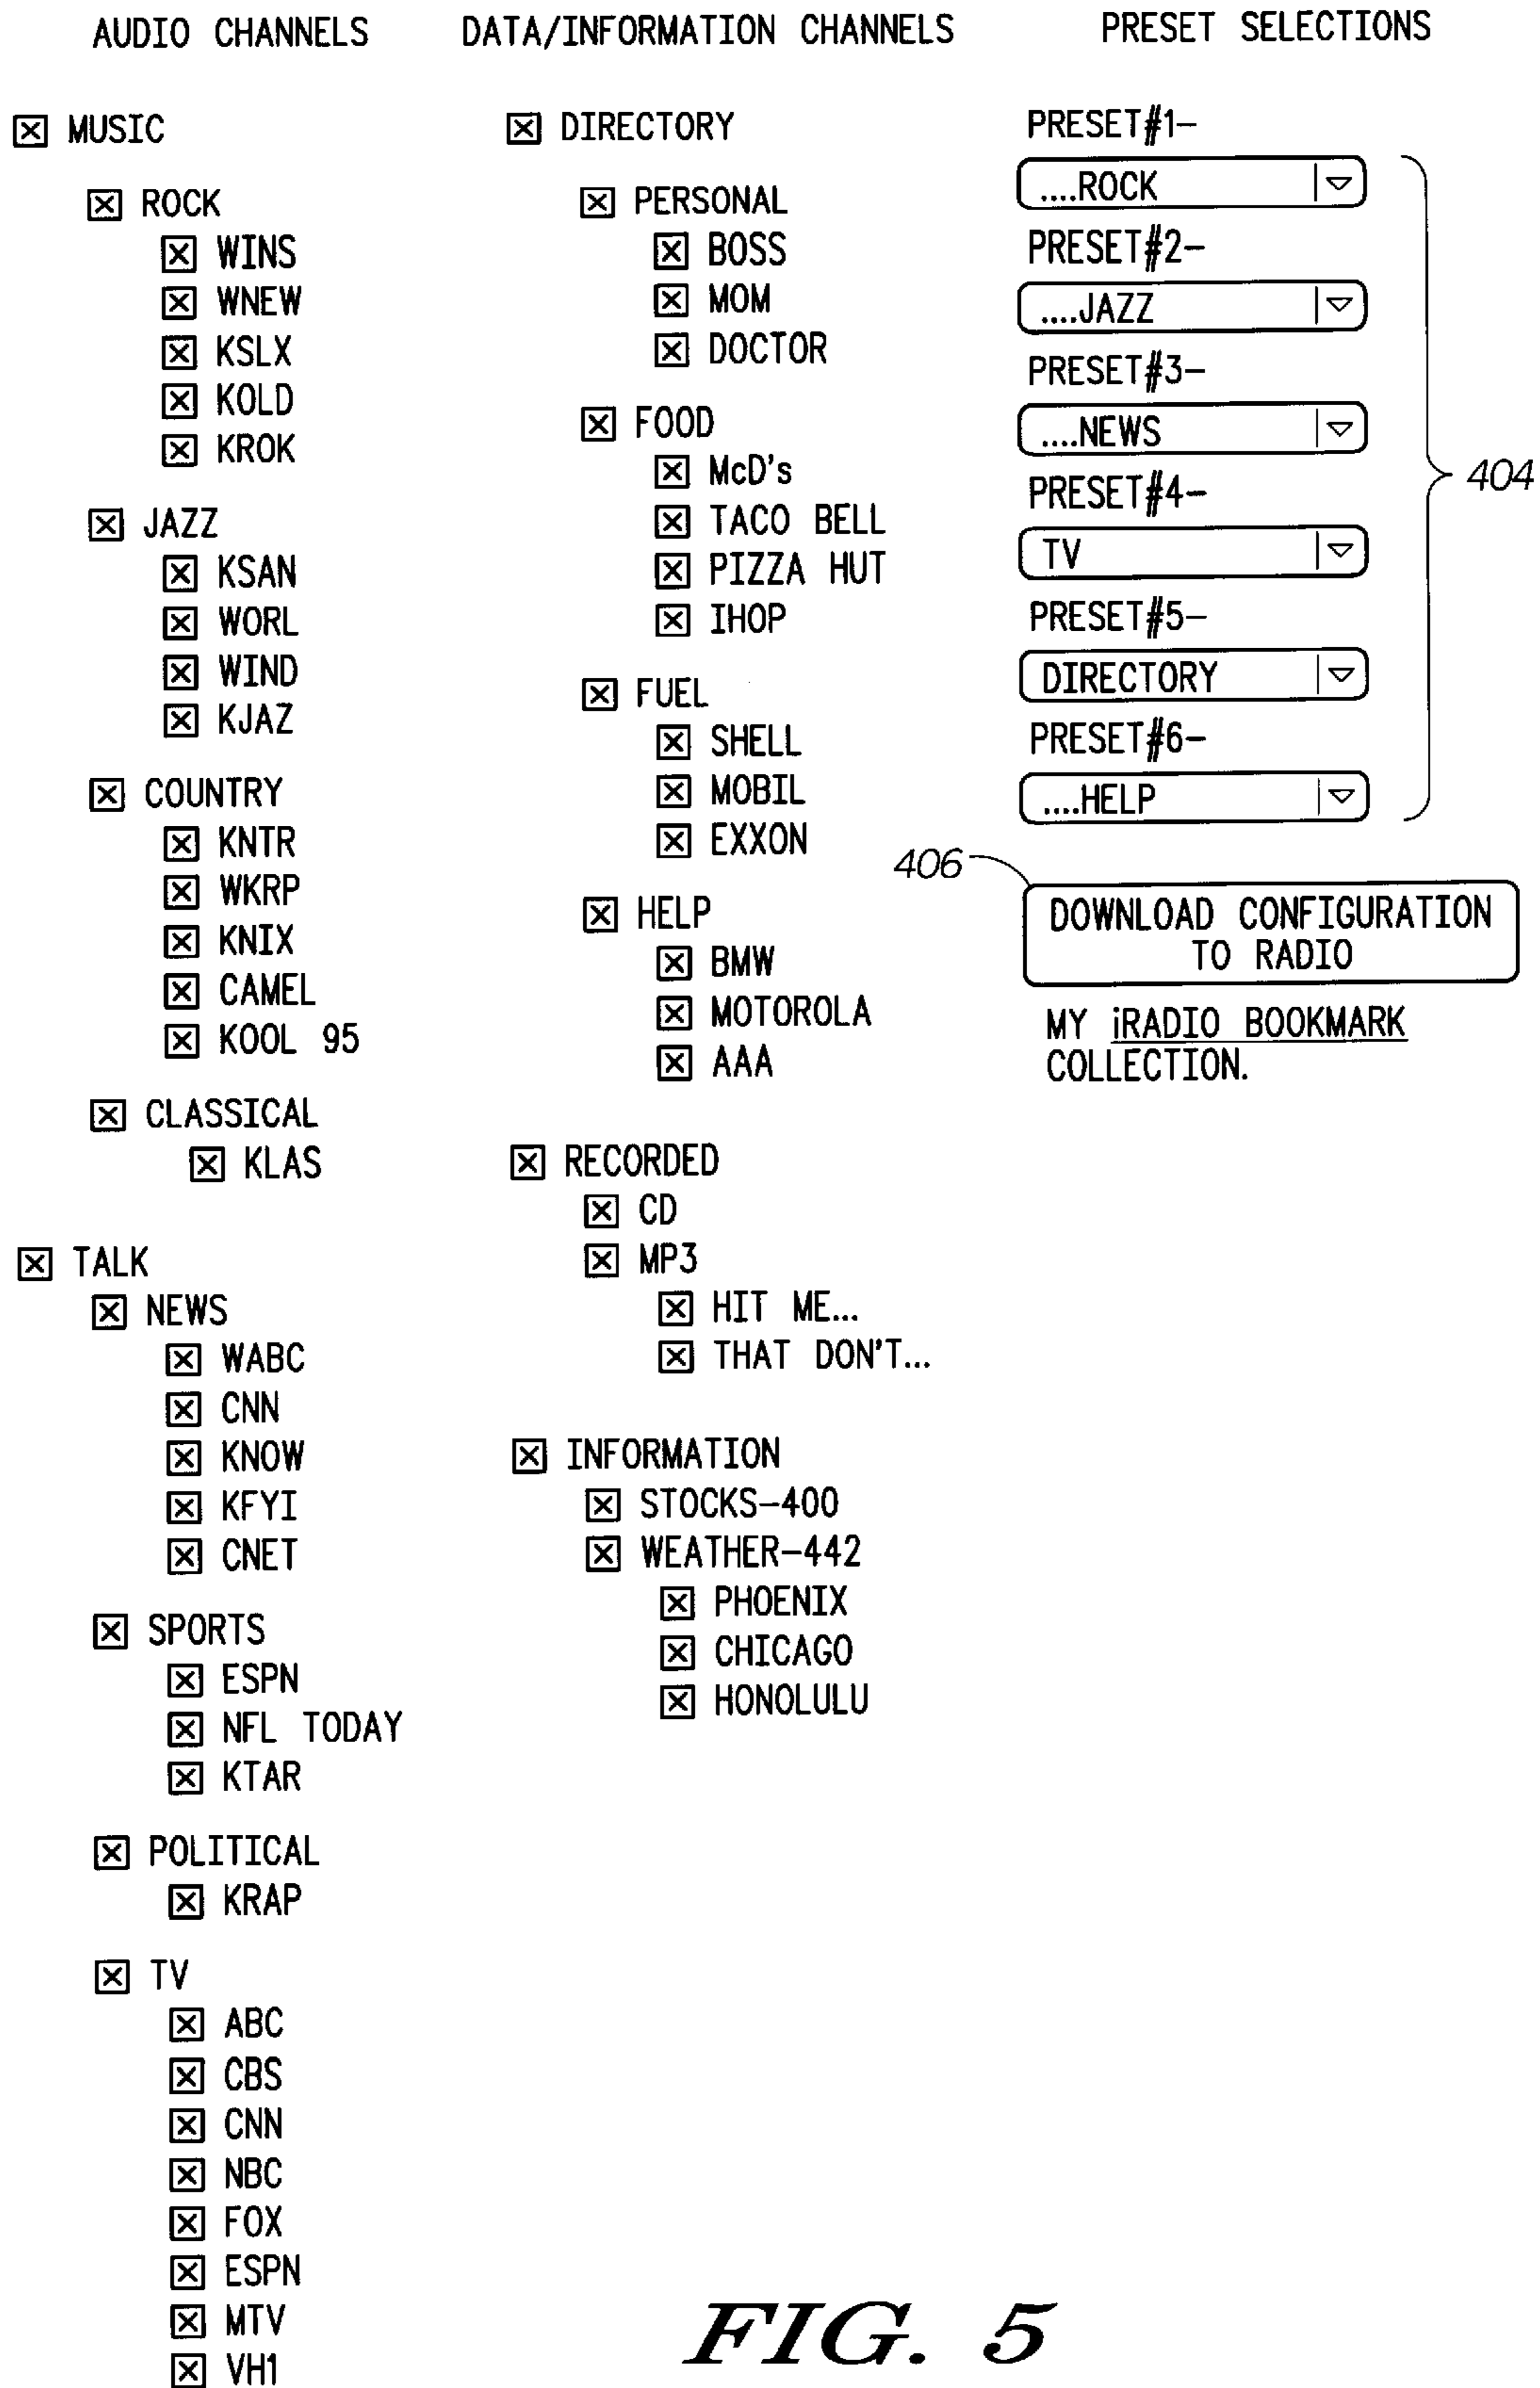 AUDIO CHANNELS
MUSIC
ROCK
WINS
WNEW
KSLX
KOLD
KROK
JAZZ
KSAN
WORL
WIND
KJAZ
COUNTRY
KNTR
WKRP
KNIX
CAMEL
KOOL 95
CLASSICAL
KLAS
TALK
NEWS
WABC
CNN
KNOW
KFYI
CNET
SPORTS
ESPN
NFL TODAY
KTAR
POLITICAL
KRAP
TV
ABC
CBS
CNN
NBC
FOX
ESPN
MTV
VH1
DATA/INFORMATION CHANNELS
DIRECTORY
PERSONAL
BOSS
MOM
DOCTOR
FOOD
McD's
TACO BELL
PIZZA HUT
IHOP
FUEL
SHELL
MOBIL
EXXON
HELP
BMW
MOTOROLA
AAA
RECORDED
CD
MP3
HIT ME...
THAT DON'T...
INFORMATION
STOCKS-400
WEATHER-442
PHOENIX
CHICAGO
HONOLULU
PRESET SELECTIONS
PRESET#1-
....ROCK
PRESET#2-
....JAZZ
PRESET#3-
....NEWS
PRESET#4-
TV
PRESET#5-
DIRECTORY
PRESET#6-
....HELP
404
406
DOWNLOAD CONFIGURATION
TO RADIO
MY iRADIO BOOKMARK
COLLECTION.
FIG. 5